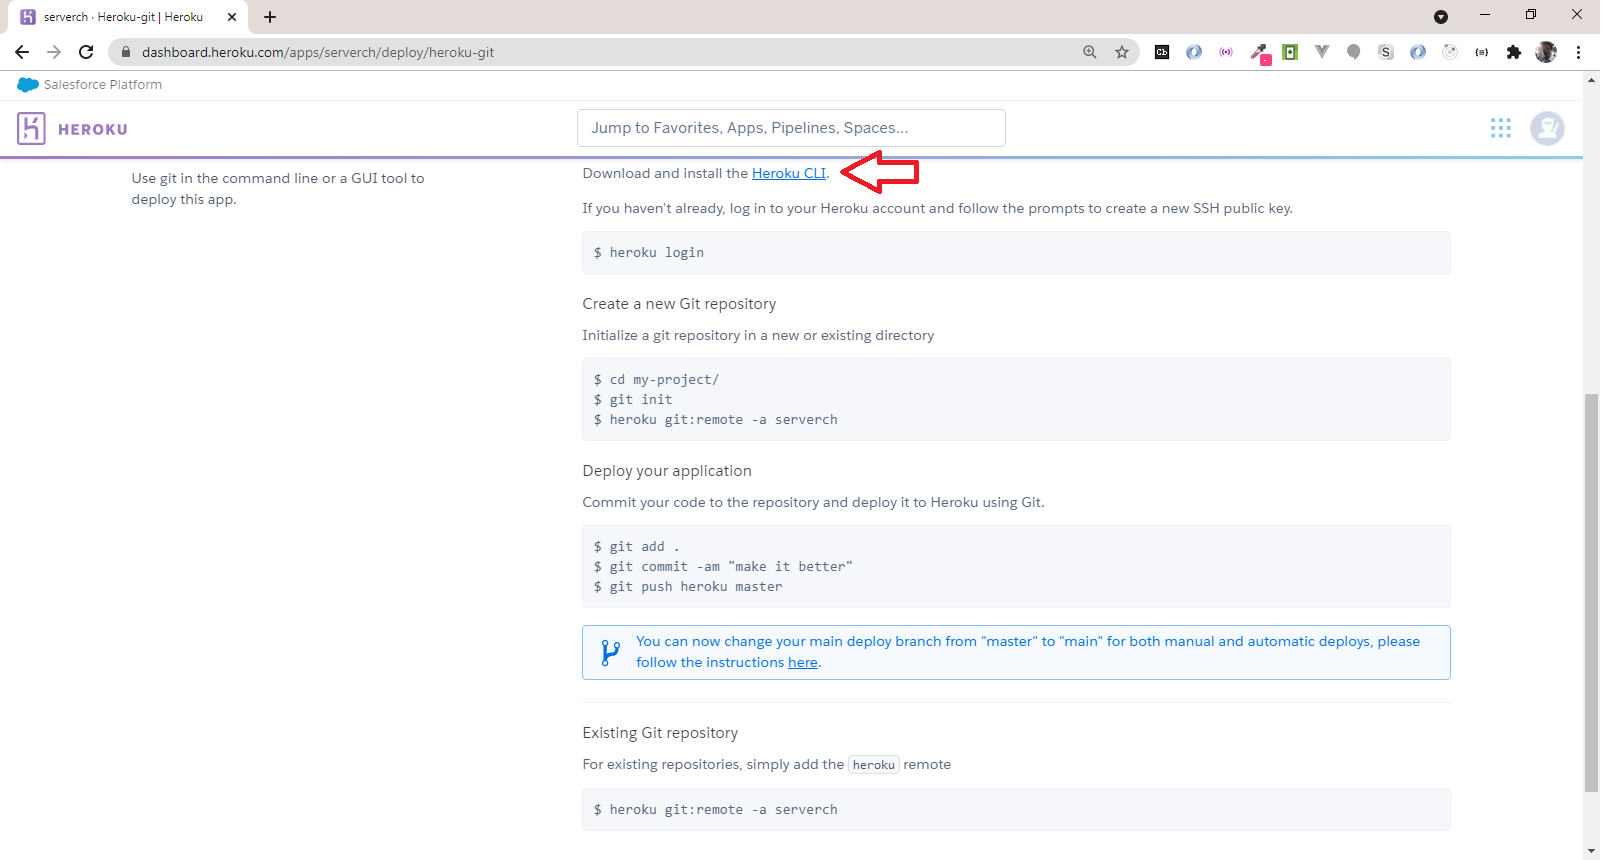 serverch · Heroku-git | Heroku
dashboard.heroku.com/apps/serverch/deploy/heroku-git
Salesforce Platform
HEROKU
Jump to Favorites, Apps, Pipelines, Spaces...
Use git in the command line or a GUI tool to
deploy this app.
Download and install the Heroku CLI.
If you haven't already, log in to your Heroku account and follow the prompts to create a new SSH public key.
$ heroku login
Create a new Git repository
Initialize a git repository in a new or existing directory
$ cd my-project/
$ git init
$ heroku git:remote -a serverch
Deploy your application
Commit your code to the repository and deploy it to Heroku using Git.
$ git add .
$ git commit -am "make it better"
$ git push heroku master
You can now change your main deploy branch from "master" to "main" for both manual and automatic deploys, please
follow the instructions here.
Existing Git repository
For existing repositories, simply add the heroku remote
$ heroku git:remote -a serverch